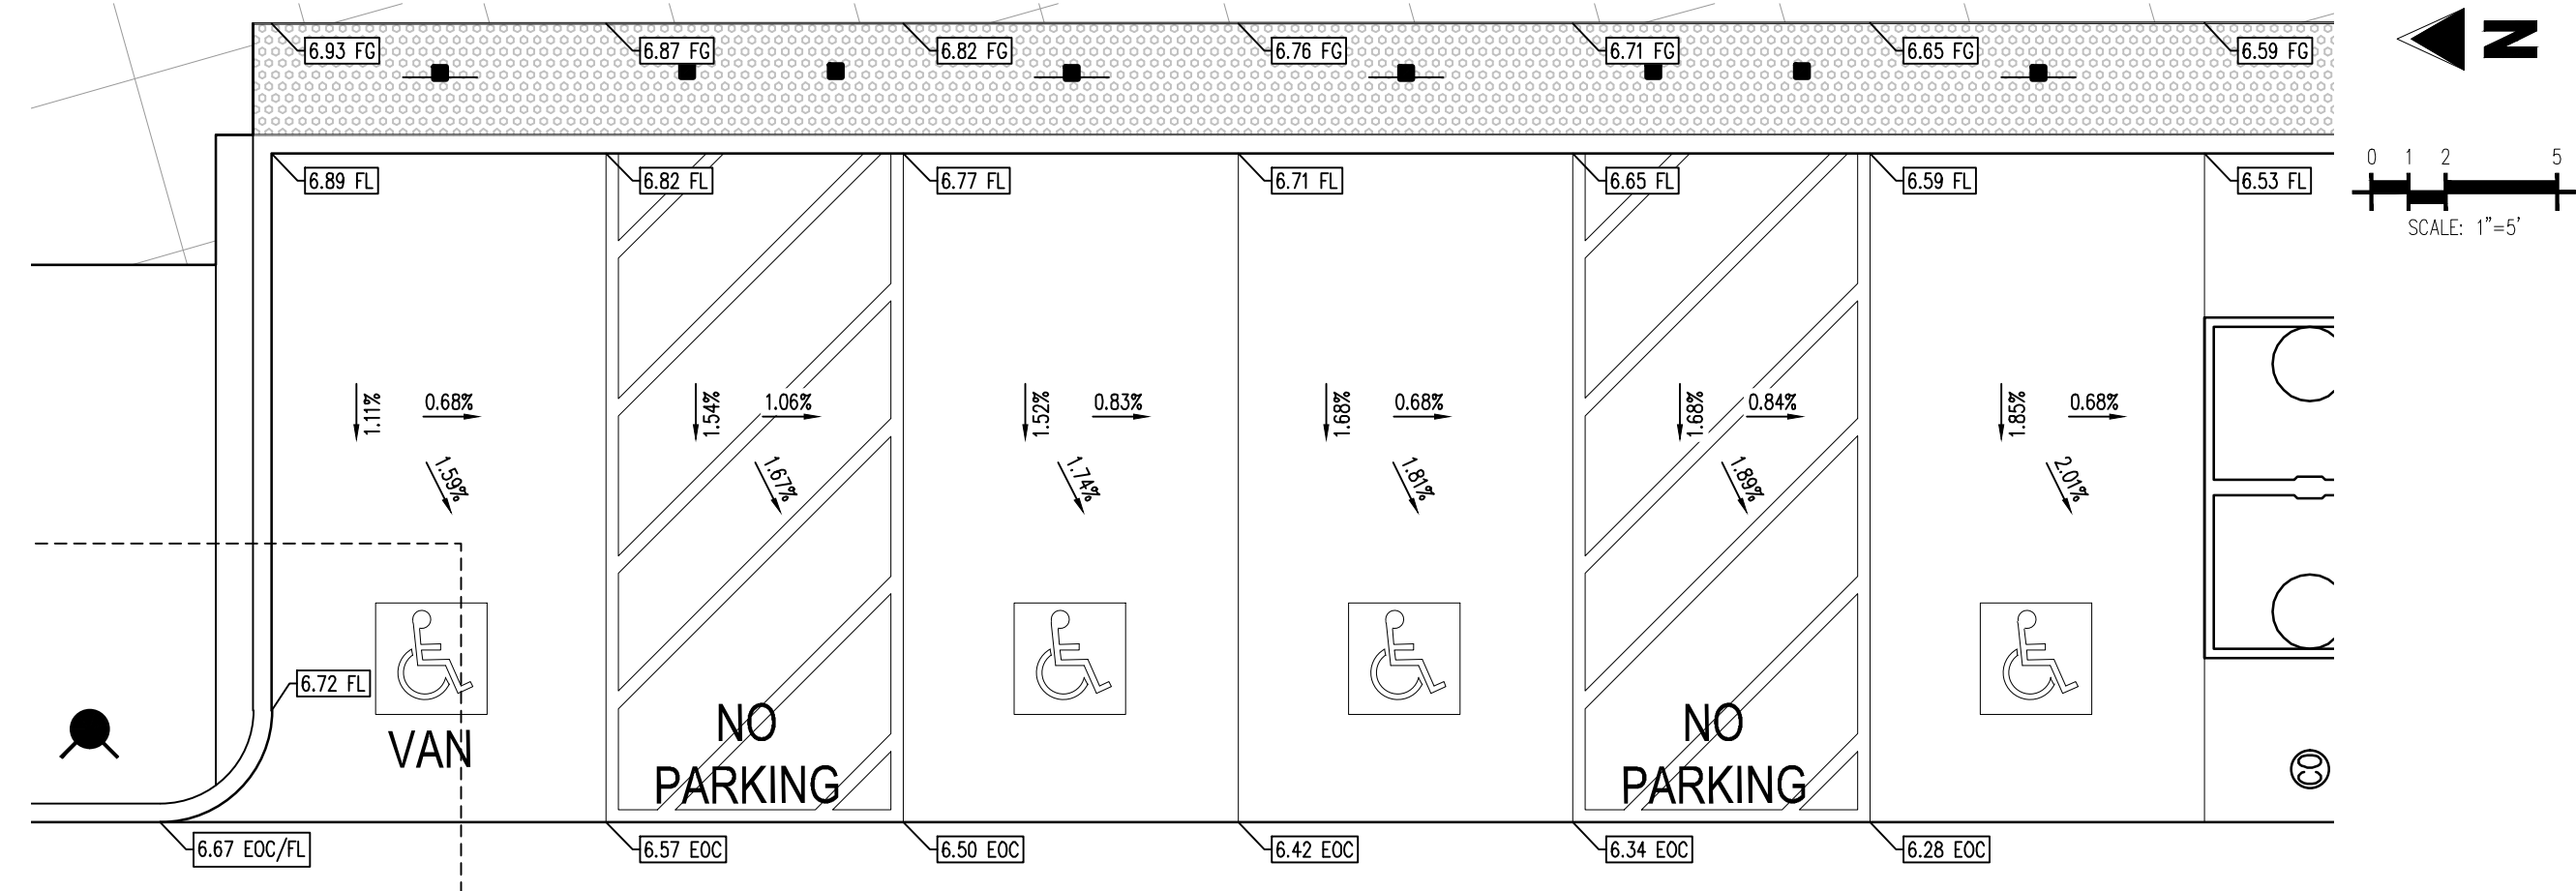 6.93 FG
6.87 FG
6.82 FG
6.76 FG
6.71 FG
6.65 FG
6.59 FG
N
0 1 2 5
SCALE: 1"=5'
6.89 FL
6.82 FL
6.77 FL
6.71 FL
6.65 FL
6.59 FL
6.53 FL
1.11%
0.68%
1.59%
1.54%
1.06%
1.67%
1.52%
0.83%
1.74%
1.68%
0.68%
1.81%
1.68%
0.84%
1.89%
1.85%
0.68%
2.01%
6.72 FL
VAN
NO
PARKING
NO
PARKING
CO
6.67 EOC/FL
6.57 EOC
6.50 EOC
6.42 EOC
6.34 EOC
6.28 EOC